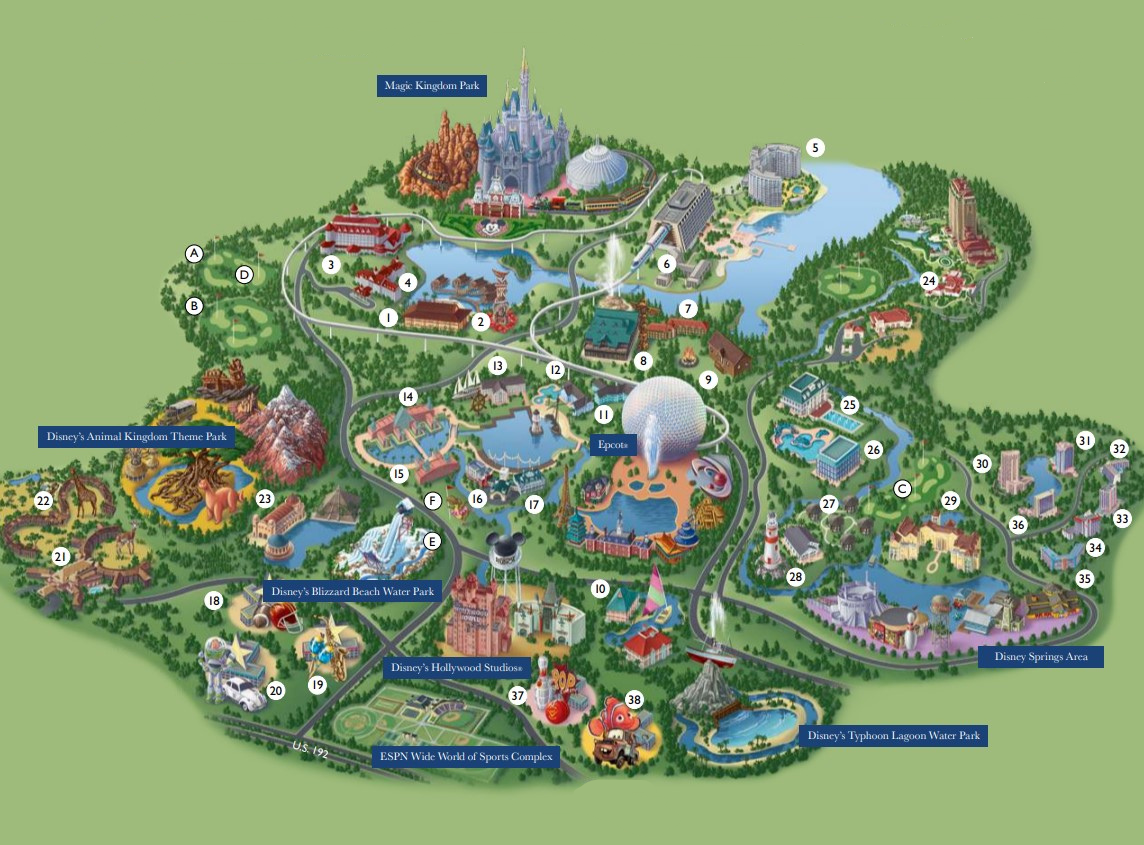 Magic Kingdom Park
5
A
D
3
B
4
6
24
1
2
7
8
13
12
9
14
11
25
Epcot®
Disney's Animal Kingdom Theme Park
26
31
30
32
15
16
17
C
22
23
F
27
29
33
36
E
34
21
28
35
Disney's Blizzard Beach Water Park
10
18
Disney Springs Area
Disney's Hollywood Studios®
19
20
37
POP
38
Disney's Typhoon Lagoon Water Park
U.S. 192
ESPN Wide World of Sports Complex